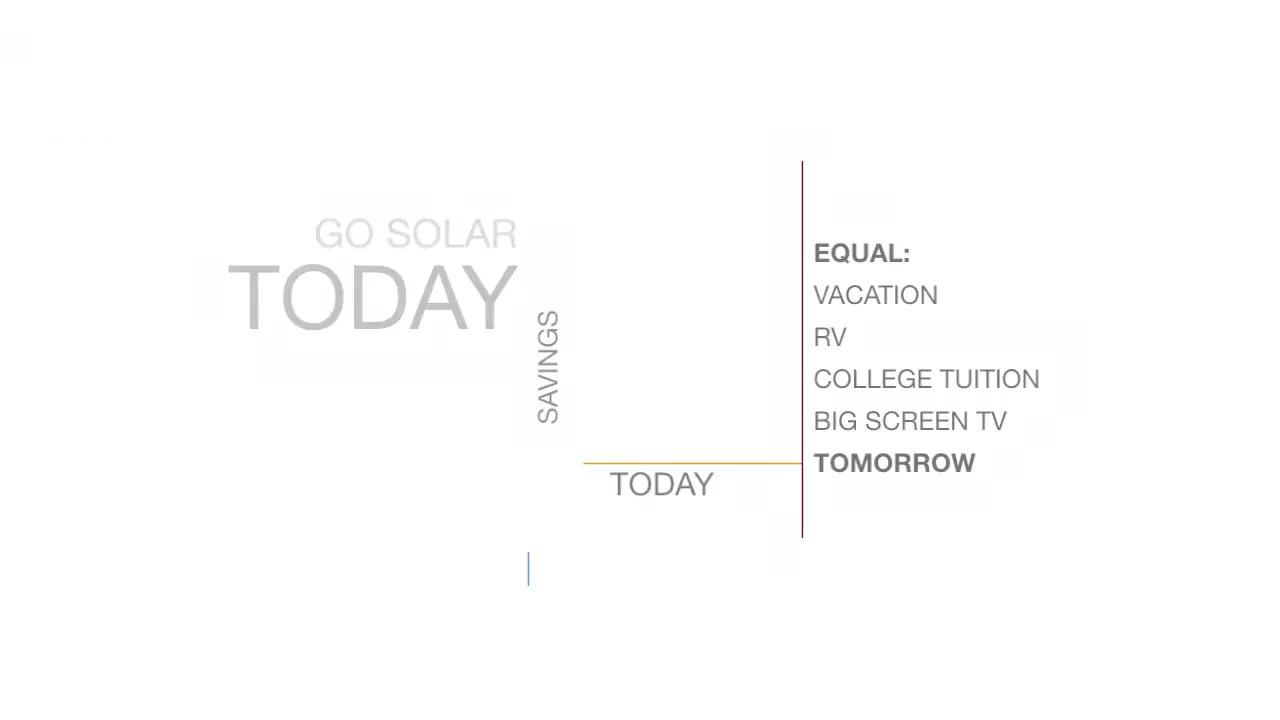 GO SOLAR
TODAY
SAVINGS
TODAY
EQUAL:
VACATION
RV
COLLEGE TUITION
BIG SCREEN TV
TOMORROW